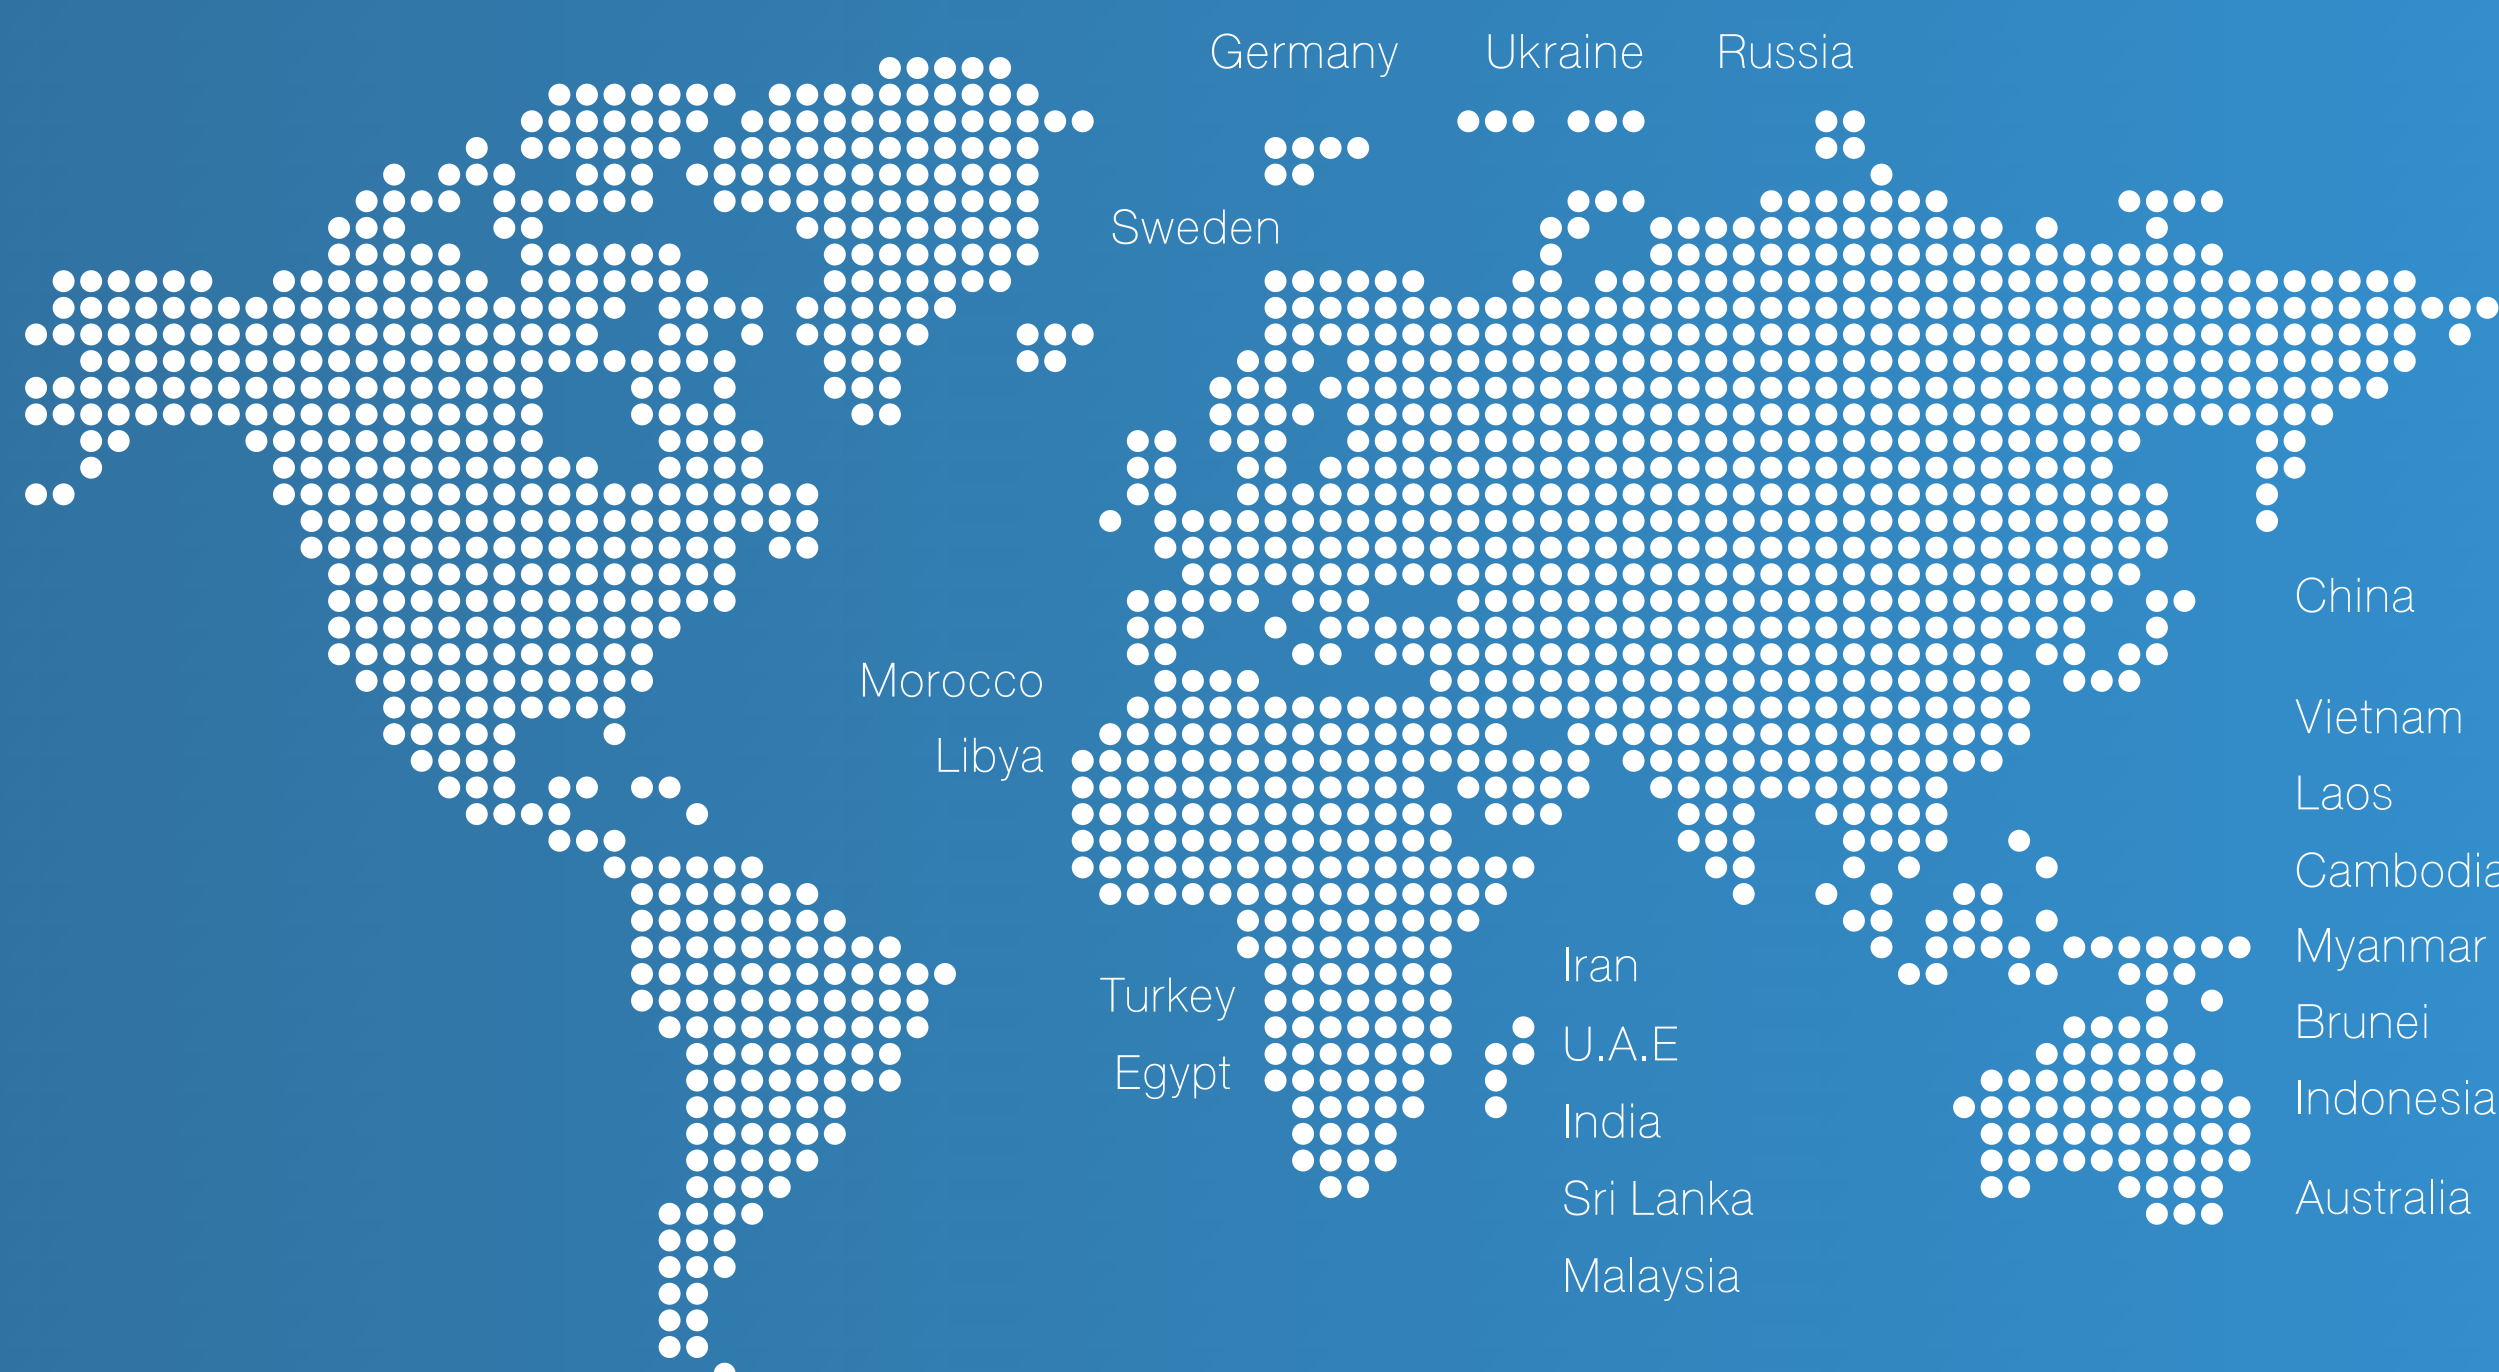 Germany
Ukraine
Russia
Sweden
China
Morocco
Vietnam
Libya
Laos
Cambodia
Mymmar
Iran
Turkey
Brunei
U.A.E
Egypt
Indonesia
India
Sri Lanka
Australia
Malaysia